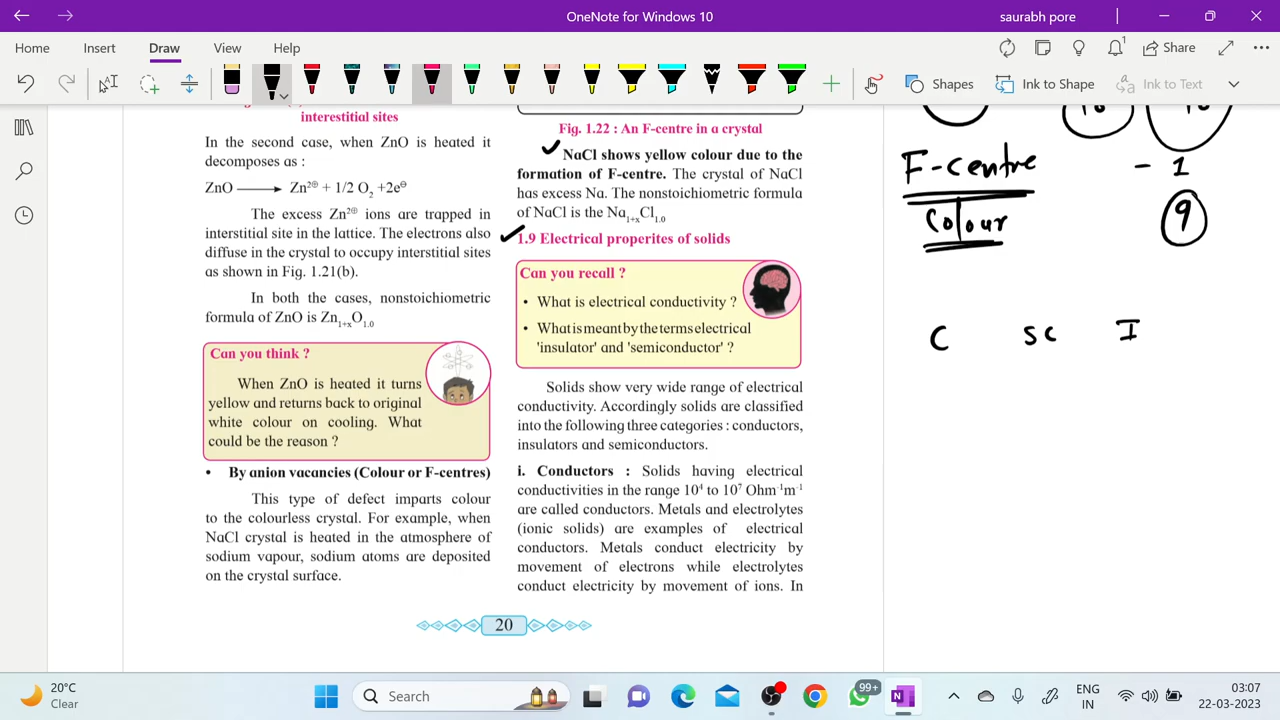 OneNote for Windows 10
saurabh pore
Home Insert Draw View Help
1 Share
Shapes Ink to Shape Ink to Text
interestitial sites
In the second case, when ZnO is heated it
decomposes as :
ZnO ⟶ Zn²⊕ + 1/2 O₂ +2e⊖
The excess Zn²⊕ ions are trapped in
interstitial site in the lattice. The electrons also
diffuse in the crystal to occupy interstitial sites
as shown in Fig. 1.21(b).
In both the cases, nonstoichiometric
formula of ZnO is Zn₁₊ₓO₁.₀
Can you think ?
When ZnO is heated it turns
yellow and returns back to original
white colour on cooling. What
could be the reason ?
• By anion vacancies (Colour or F-centres)
This type of defect imparts colour
to the colourless crystal. For example, when
NaCl crystal is heated in the atmosphere of
sodium vapour, sodium atoms are deposited
on the crystal surface.
Fig. 1.22 : An F-centre in a crystal
NaCl shows yellow colour due to the
formation of F-centre. The crystal of NaCl
has excess Na. The nonstoichiometric formula
of NaCl is the Na₁₊ₓCl₁.₀
1.9 Electrical properites of solids
Can you recall ?
• What is electrical conductivity ?
• What is meant by the terms electrical
'insulator' and 'semiconductor' ?
Solids show very wide range of electrical
conductivity. Accordingly solids are classified
into the following three categories : conductors,
insulators and semiconductors.
i. Conductors : Solids having electrical
conductivities in the range 10⁴ to 10⁷ Ohm⁻¹m⁻¹
are called conductors. Metals and electrolytes
(ionic solids) are examples of electrical
conductors. Metals conduct electricity by
movement of electrons while electrolytes
conduct electricity by movement of ions. In
20
F-centre - 1
Colour 9
C SC I
20°C
Clear
Search
99+
ENG
IN
03:07
22-03-2023